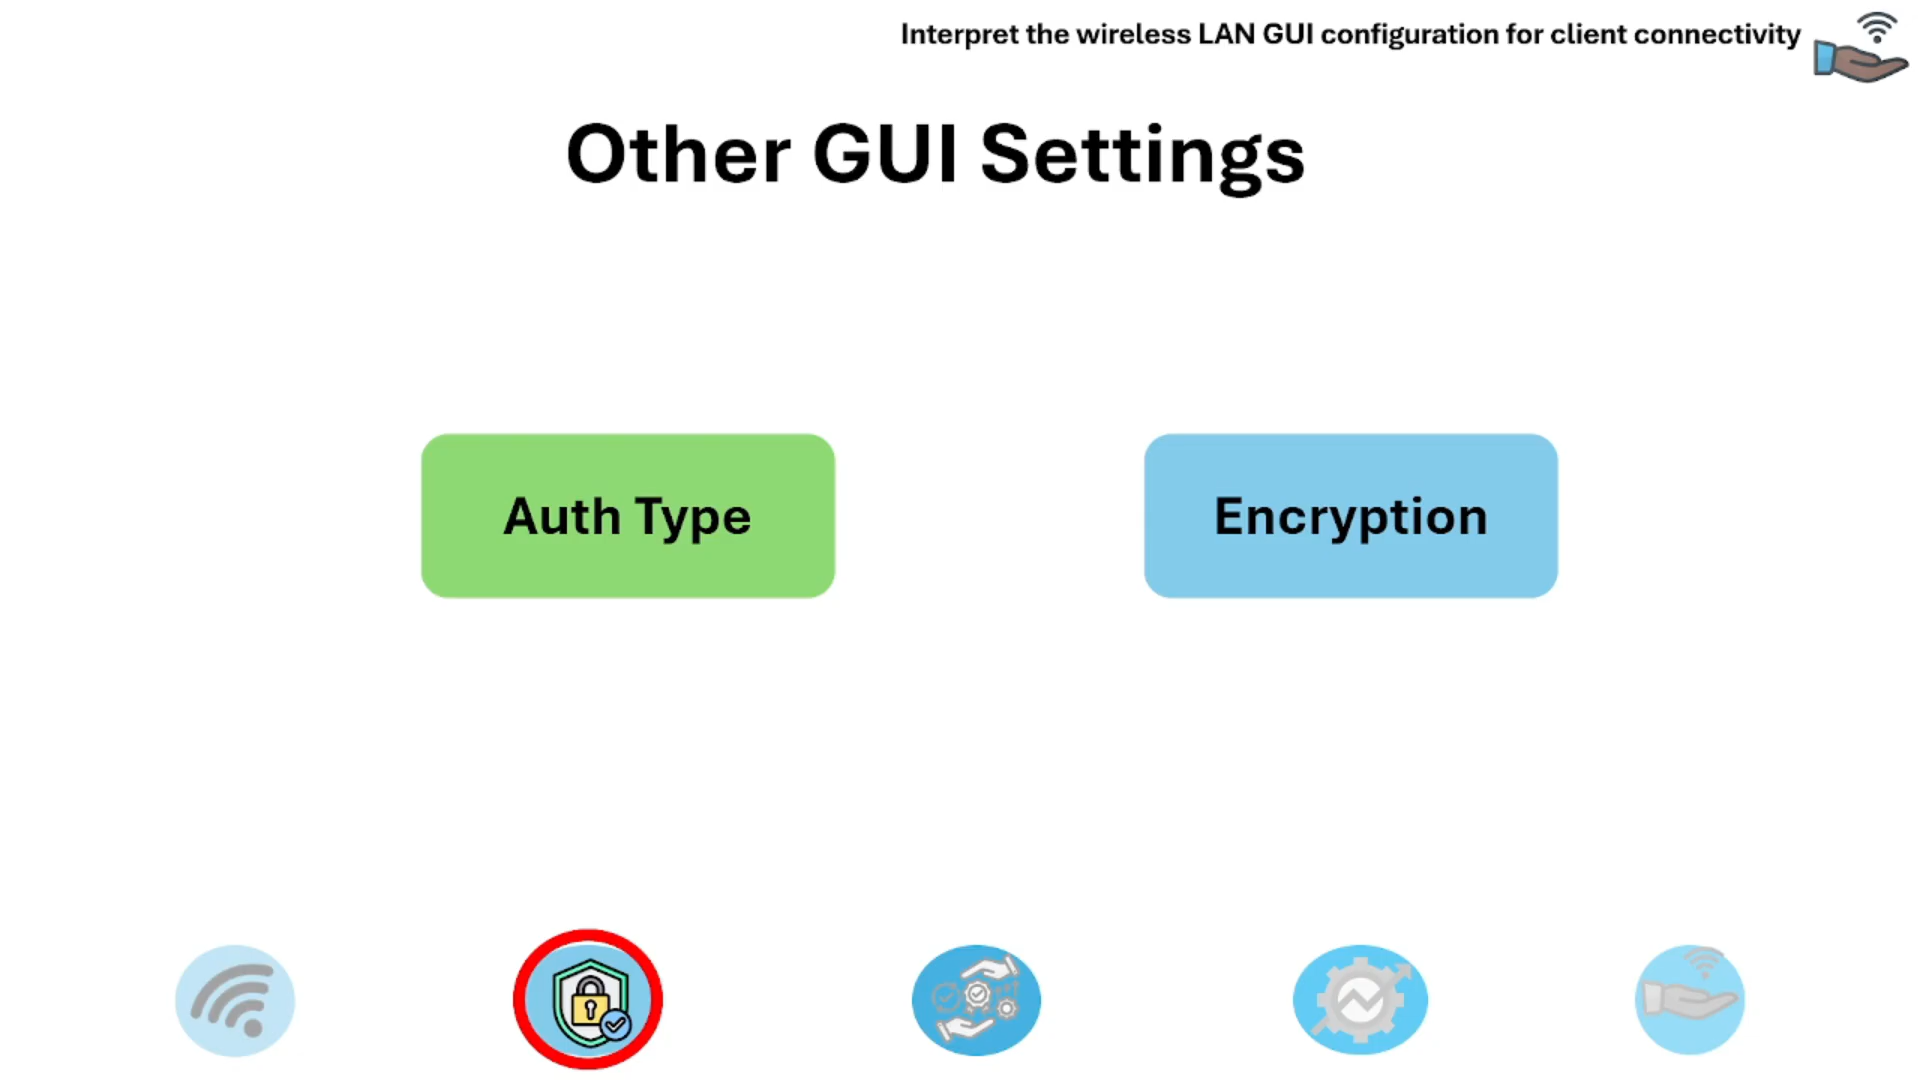 Interpret the wireless LAN GUI configuration for client connectivity
Other GUI Settings
Auth Type
Encryption